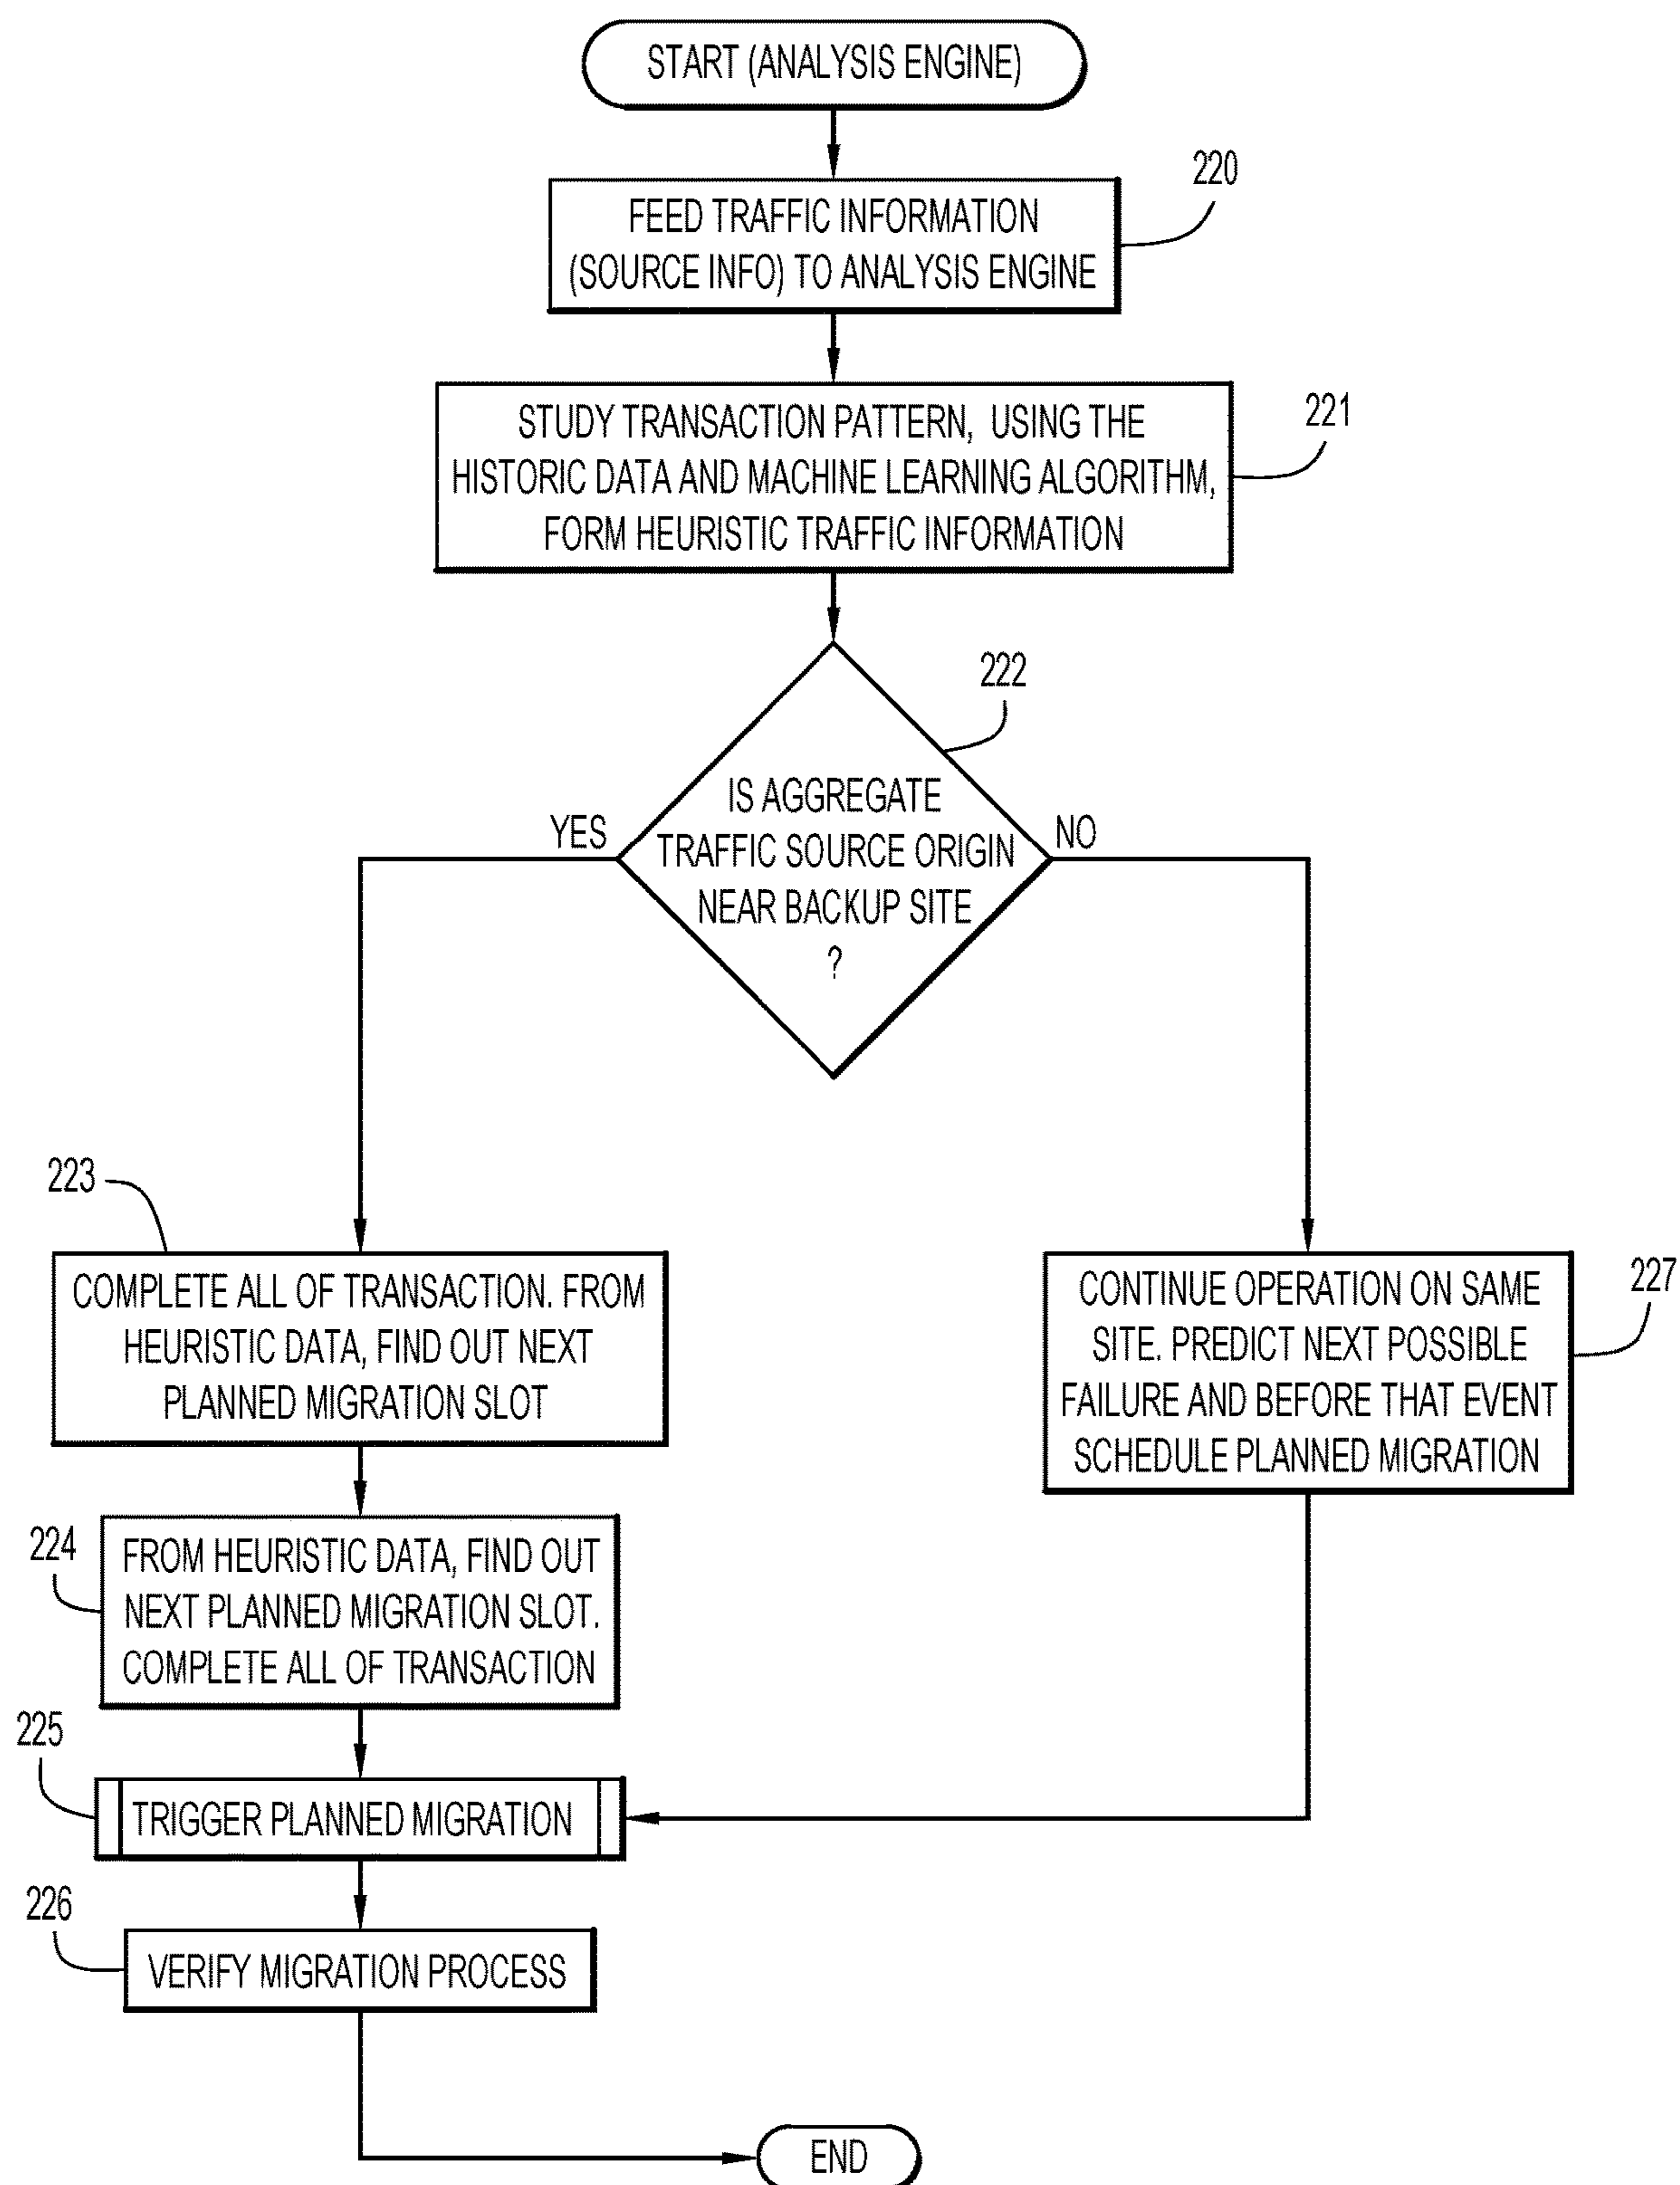 START (ANALYSIS ENGINE)
220
FEED TRAFFIC INFORMATION
(SOURCE INFO) TO ANALYSIS ENGINE
221
STUDY TRANSACTION PATTERN, USING THE
HISTORIC DATA AND MACHINE LEARNING ALGORITHM,
FORM HEURISTIC TRAFFIC INFORMATION
222
IS AGGREGATE
TRAFFIC SOURCE ORIGIN
NEAR BACKUP SITE
?
YES
NO
223
COMPLETE ALL OF TRANSACTION. FROM
HEURISTIC DATA, FIND OUT NEXT
PLANNED MIGRATION SLOT
227
CONTINUE OPERATION ON SAME
SITE. PREDICT NEXT POSSIBLE
FAILURE AND BEFORE THAT EVENT
SCHEDULE PLANNED MIGRATION
224
FROM HEURISTIC DATA, FIND OUT
NEXT PLANNED MIGRATION SLOT.
COMPLETE ALL OF TRANSACTION
225
TRIGGER PLANNED MIGRATION
226
VERIFY MIGRATION PROCESS
END